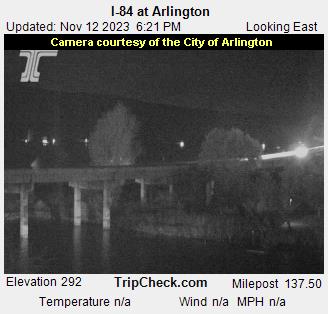 I-84 at Arlington
Updated: Nov 12 2023 6:21 PM Looking East
Camera courtesy of the City of Arlington
Elevation 292 TripCheck.com Milepost 137.50
Temperature n/a Wind n/a MPH n/a